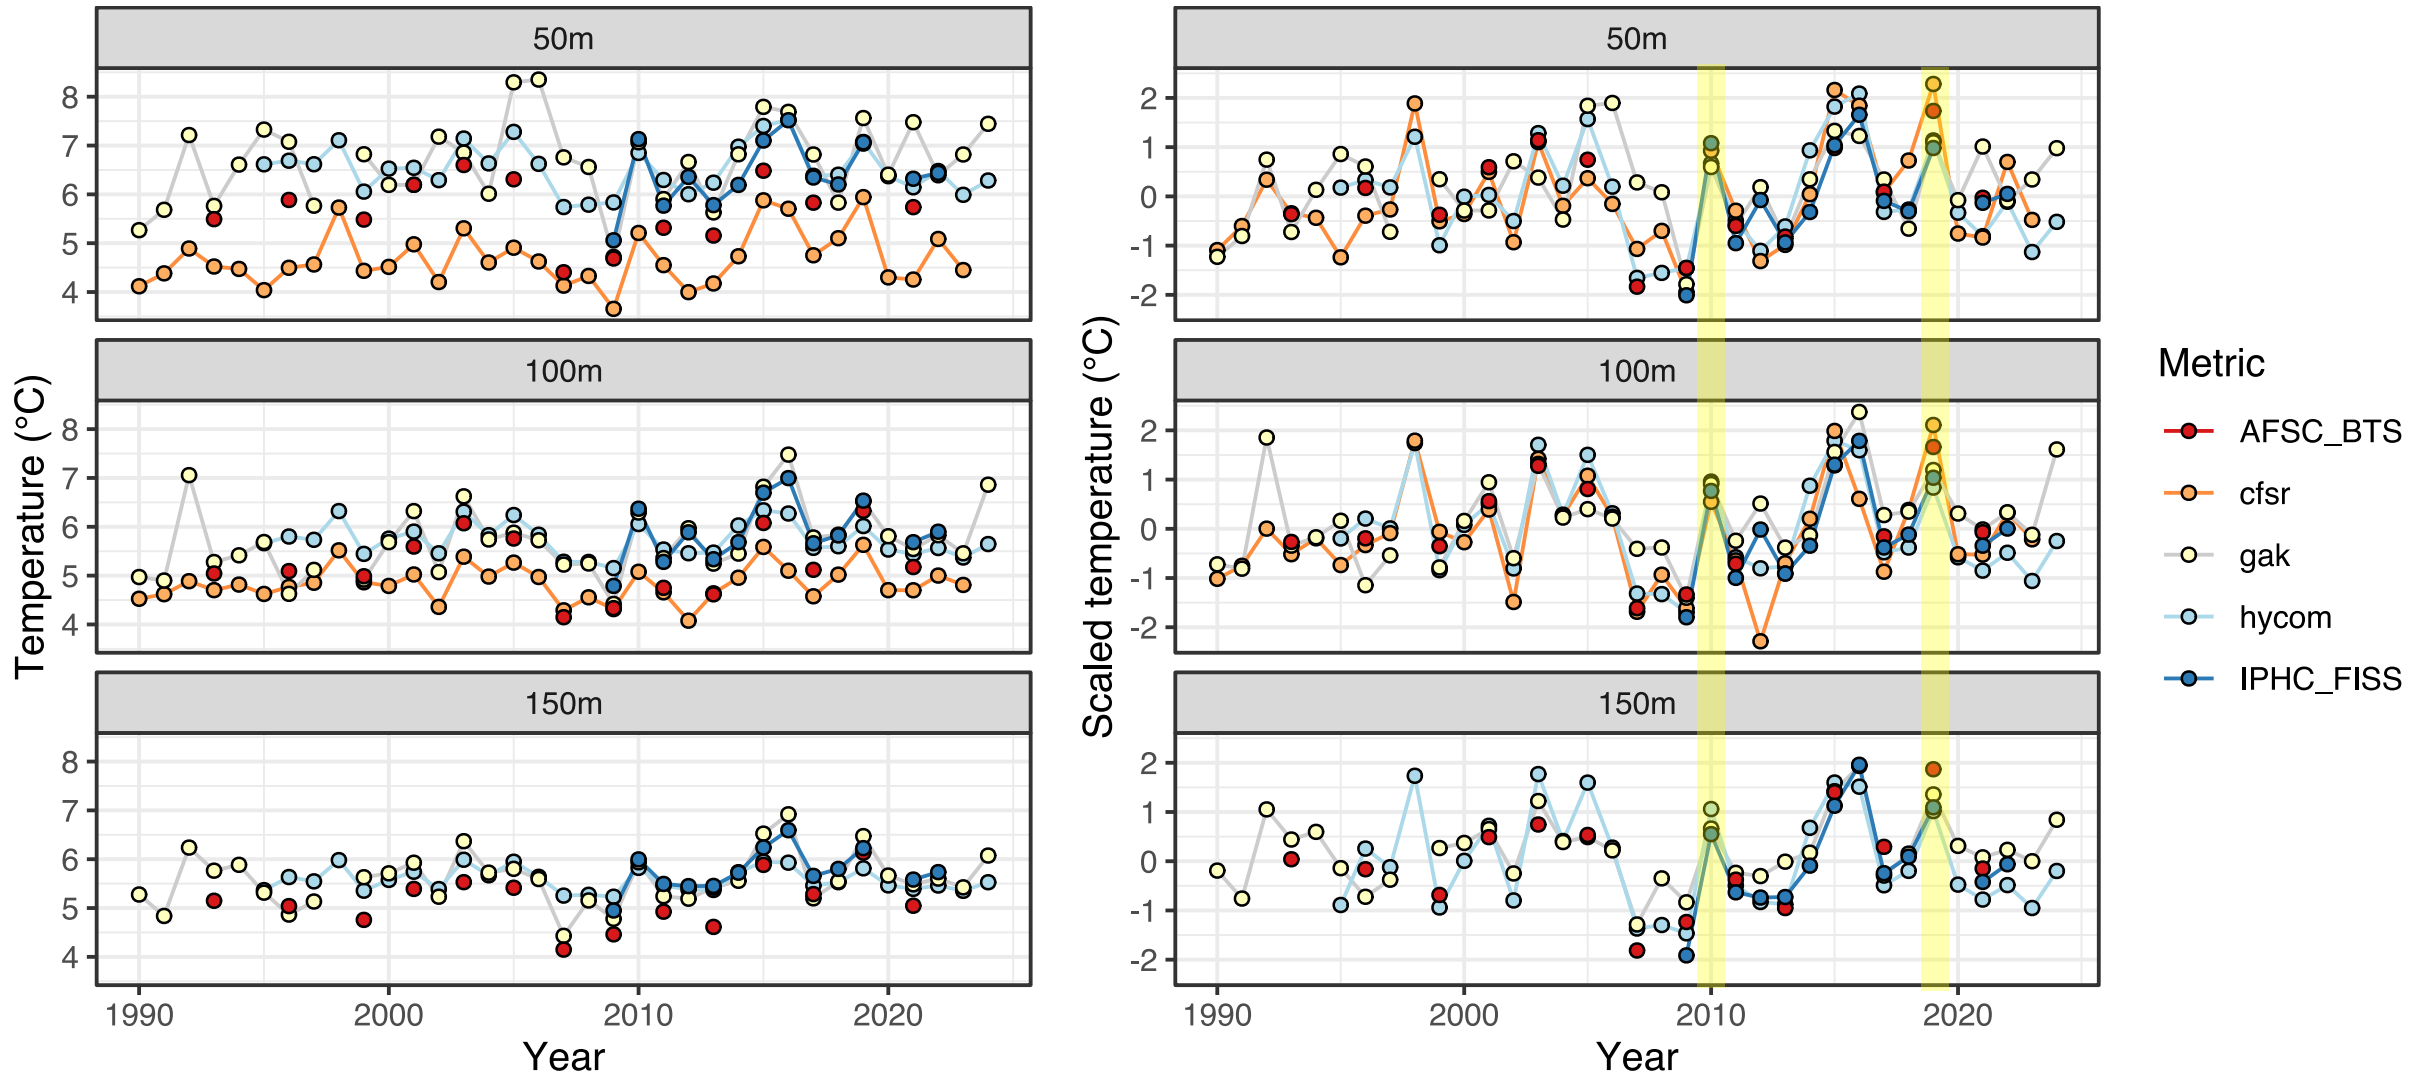 50m
8
7
6
5
4
100m
8
7
6
5
4
150m
8
7
6
5
4
1990 2000 2010 2020
Year
Temperature (°C)
50m
2
1
0
-1
-2
100m
2
1
0
-1
-2
150m
2
1
0
-1
-2
1990 2000 2010 2020
Year
Scaled temperature (°C)
Metric
AFSC_BTS
cfsr
gak
hycom
IPHC_FISS